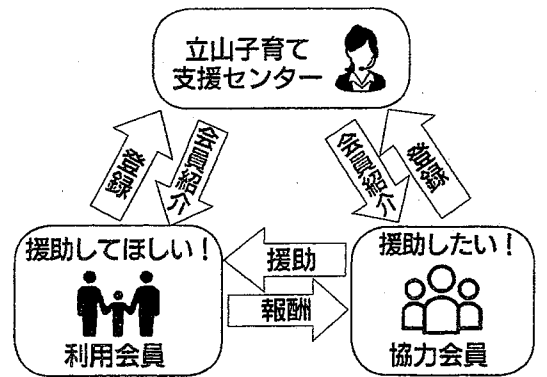 立山子育て
支援センター
登録
会員紹介
会員紹介
登録
援助してほしい！
利用会員
援助
報酬
援助したい！
協力会員